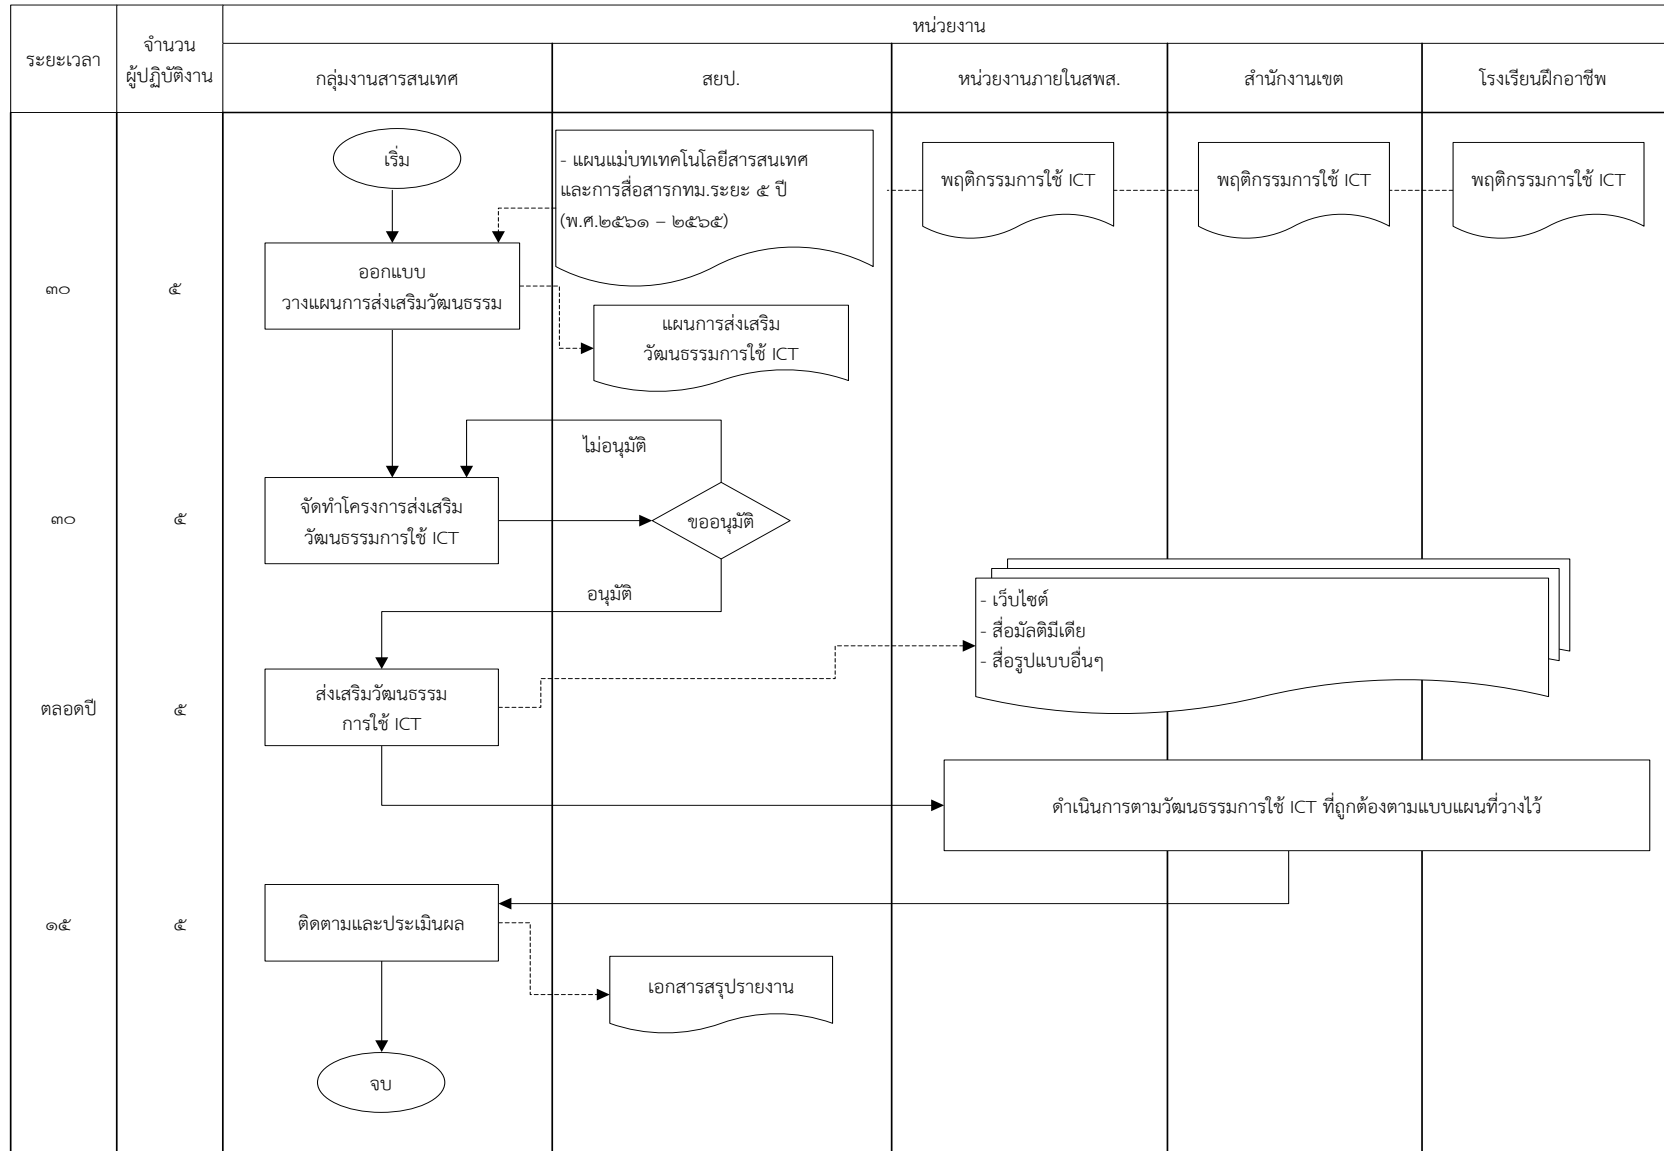 หน่วยงาน
ระยะเวลา
จำนวน
ผู้ปฏิบัติงาน
กลุ่มงานสารสนเทศ
สยป.
หน่วยงานภายในสพส.
สำนักงานเขต
โรงเรียนฝึกอาชีพ
เริ่ม
- แผนแม่บทเทคโนโลยีสารสนเทศ
และการสื่อสารกทม.ระยะ ๕ ปี
(พ.ศ.๒๕๖๑ – ๒๕๖๕)
พฤติกรรมการใช้ ICT
พฤติกรรมการใช้ ICT
พฤติกรรมการใช้ ICT
๓๐
๕
ออกแบบ
วางแผนการส่งเสริมวัฒนธรรม
แผนการส่งเสริม
วัฒนธรรมการใช้ ICT
ไม่อนุมัติ
๓๐
๕
จัดทำโครงการส่งเสริม
วัฒนธรรมการใช้ ICT
ขออนุมัติ
อนุมัติ
- เว็บไซต์
- สื่อมัลติมีเดีย
- สื่อรูปแบบอื่นๆ
ตลอดปี
๕
ส่งเสริมวัฒนธรรม
การใช้ ICT
ดำเนินการตามวัฒนธรรมการใช้ ICT ที่ถูกต้องตามแบบแผนที่วางไว้
๑๕
๕
ติดตามและประเมินผล
เอกสารสรุปรายงาน
จบ